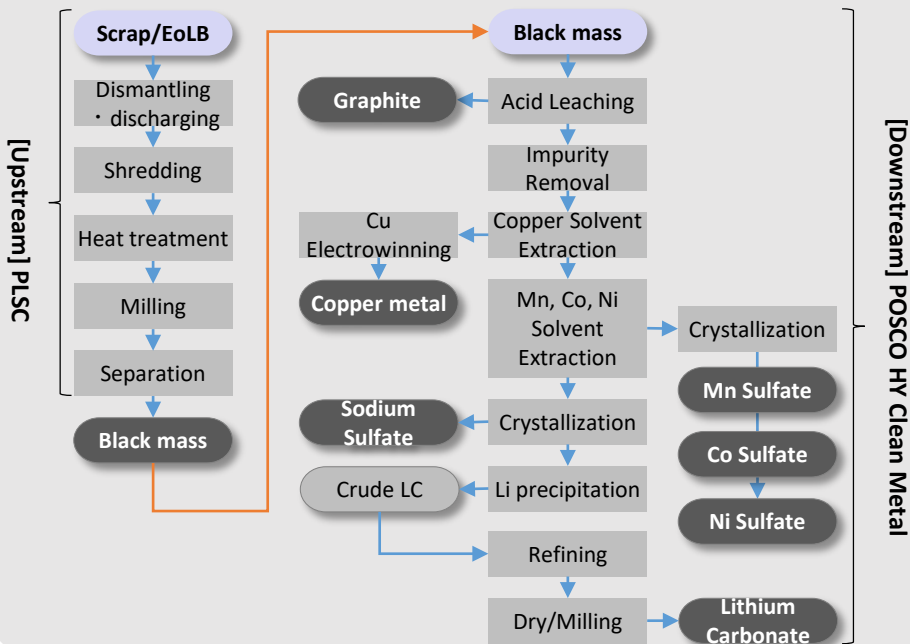 [Upstream] PLSC
Scrap/EoLB
Dismantling
· discharging
Shredding
Heat treatment
Milling
Separation
Black mass
Black mass
Graphite
Acid Leaching
Impurity
Removal
Cu
Electrowinning
Copper Solvent
Extraction
Copper metal
Mn, Co, Ni
Solvent
Extraction
Crystallization
Mn Sulfate
Co Sulfate
Ni Sulfate
Sodium
Sulfate
Crystallization
Crude LC
Li precipitation
Refining
Dry/Milling
Lithium
Carbonate
[Downstream] POSCO HY Clean Metal